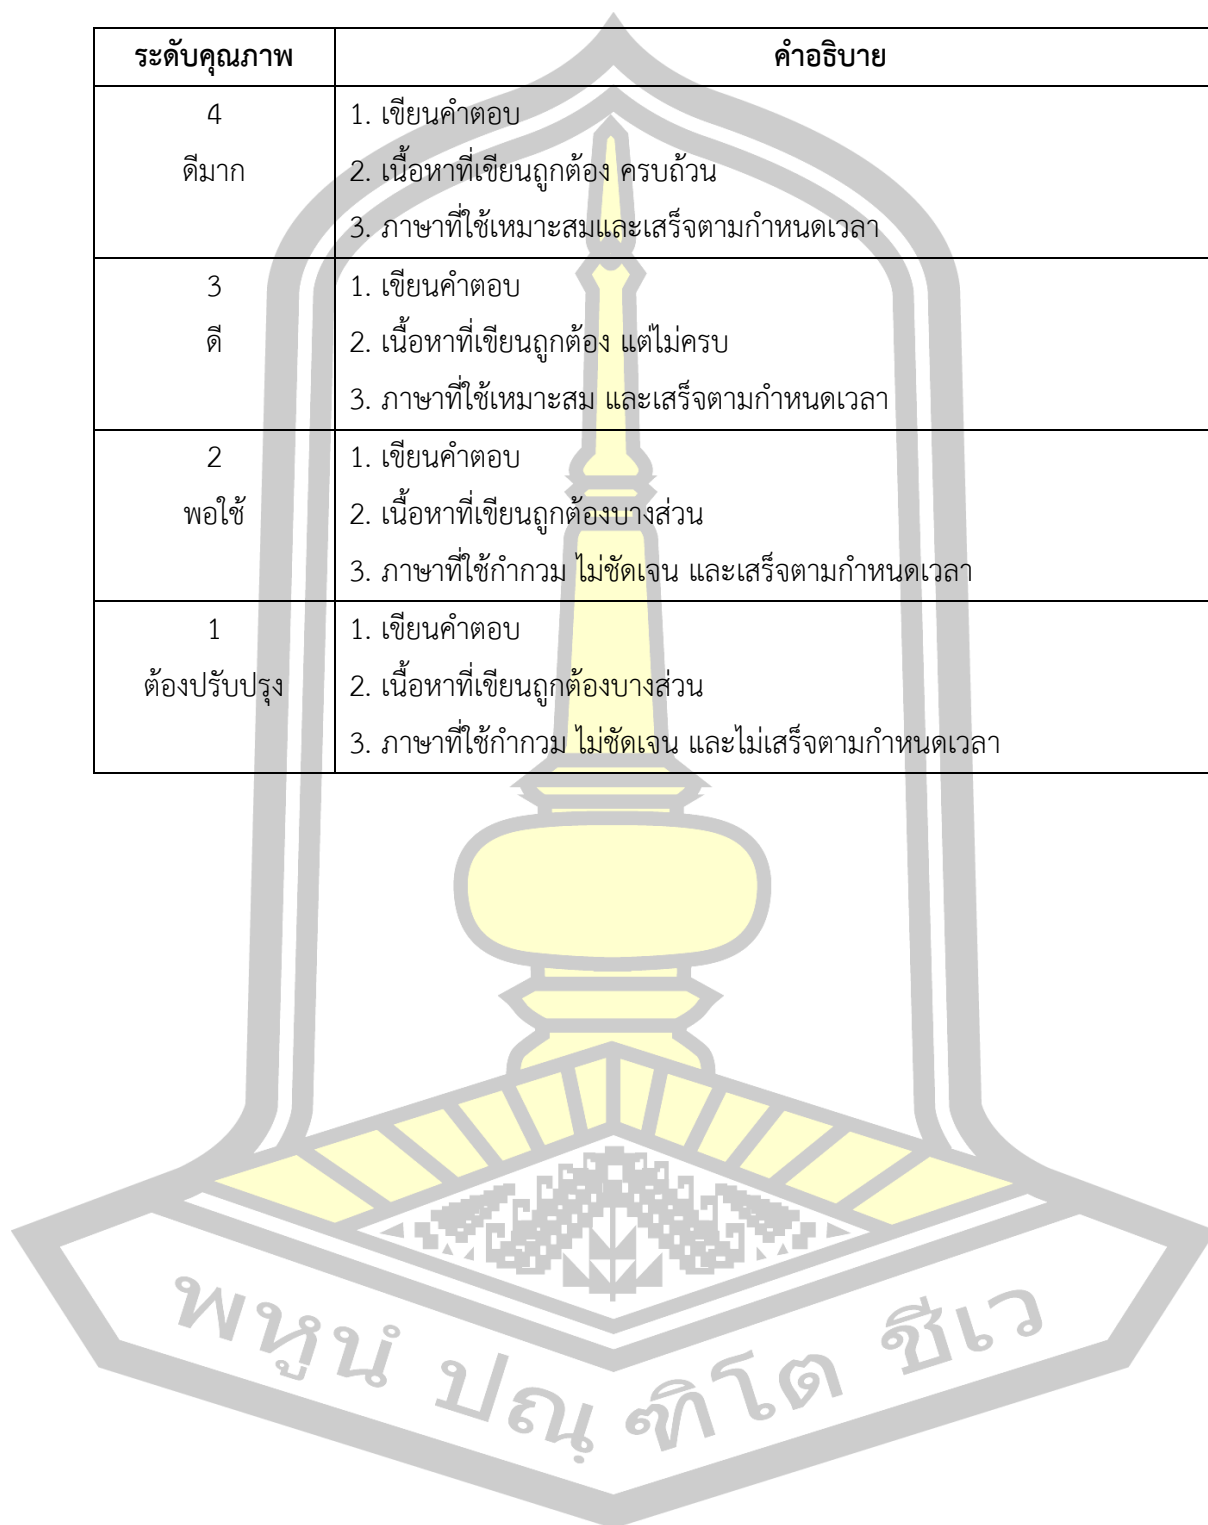 ระดับคุณภาพ คำอธิบาย
4 1. เขียนคำตอบ
ดีมาก 2. เนื้อหาที่เขียนถูกต้อง ครบถ้วน
3. ภาษาที่ใช้เหมาะสมและเสร็จตามกำหนดเวลา
3 1. เขียนคำตอบ
ดี 2. เนื้อหาที่เขียนถูกต้อง แต่ไม่ครบ
3. ภาษาที่ใช้เหมาะสม และเสร็จตามกำหนดเวลา
2 1. เขียนคำตอบ
พอใช้ 2. เนื้อหาที่เขียนถูกต้องบางส่วน
3. ภาษาที่ใช้กำกวม ไม่ชัดเจน และเสร็จตามกำหนดเวลา
1 1. เขียนคำตอบ
ต้องปรับปรุง 2. เนื้อหาที่เขียนถูกต้องบางส่วน
3. ภาษาที่ใช้กำกวม ไม่ชัดเจน และไม่เสร็จตามกำหนดเวลา
พหูนํ ปณฺฑิโต ชีเว